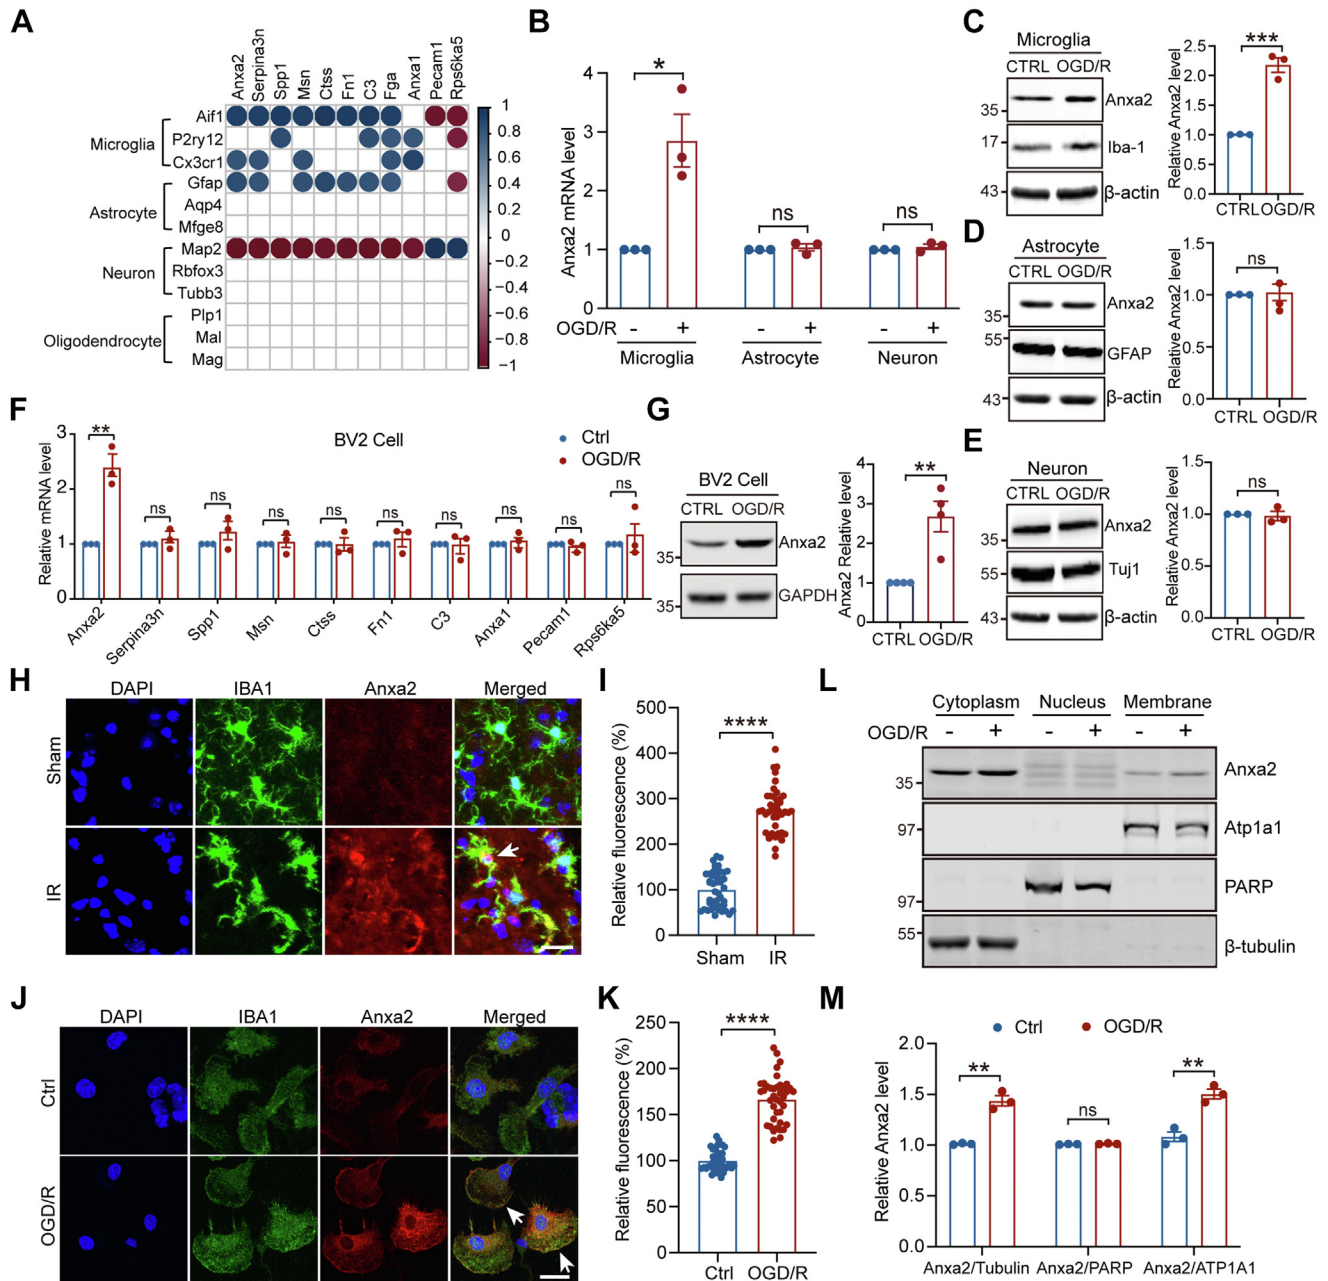 A
Anxa2
Serpina3n
Spp1
Msn
Ctss
Fn1
C3
Fga
Anxa1
Pecam1
Rps6ka5
Microglia
Aif1
P2ry12
Cx3cr1
Astrocyte
Gfap
Aqp4
Mfge8
Neuron
Map2
Rbfox3
Tubb3
Oligodendrocyte
Plp1
Mal
Mag
1
0.8
0.6
0.4
0.2
0
−0.2
−0.4
−0.6
−0.8
−1
B
Anxa2 mRNA level
4
3
2
1
0
*
ns
ns
OGD/R - + - + - +
Microglia Astrocyte Neuron
C
Microglia
CTRL OGD/R
35 Anxa2
17 Iba-1
43 β-actin
Relative Anxa2 level
2.5
2.0
1.5
1.0
0.5
0.0
***
CTRL OGD/R
D
Astrocyte
CTRL OGD/R
35 Anxa2
55 GFAP
43 β-actin
Relative Anxa2 level
1.5
1.0
0.5
0.0
ns
CTRL OGD/R
E
Neuron
CTRL OGD/R
35 Anxa2
55 Tuj1
43 β-actin
Relative Anxa2 level
1.5
1.0
0.5
0.0
ns
CTRL OGD/R
F
BV2 Cell
Ctrl
OGD/R
Relative mRNA level
3
2
1
0
** ns ns ns ns ns ns ns ns ns
Anxa2 Serpina3n Spp1 Msn Ctss Fn1 C3 Anxa1 Pecam1 Rps6ka5
G
BV2 Cell
CTRL OGD/R
35 Anxa2
35 GAPDH
Anxa2 Relative level
4
3
2
1
0
**
CTRL OGD/R
H
DAPI IBA1 Anxa2 Merged
Sham
IR
I
Relative fluorescence (%)
500
400
300
200
100
0
****
Sham IR
J
DAPI IBA1 Anxa2 Merged
Ctrl
OGD/R
K
Relative fluorescence (%)
250
200
150
100
50
0
****
Ctrl OGD/R
L
Cytoplasm Nucleus Membrane
OGD/R - + - + - +
35 Anxa2
97 Atp1a1
97 PARP
55 β-tubulin
M
Ctrl OGD/R
Relative Anxa2 level
2.0
1.5
1.0
0.5
0.0
** ns **
Anxa2/Tubulin Anxa2/PARP Anxa2/ATP1A1